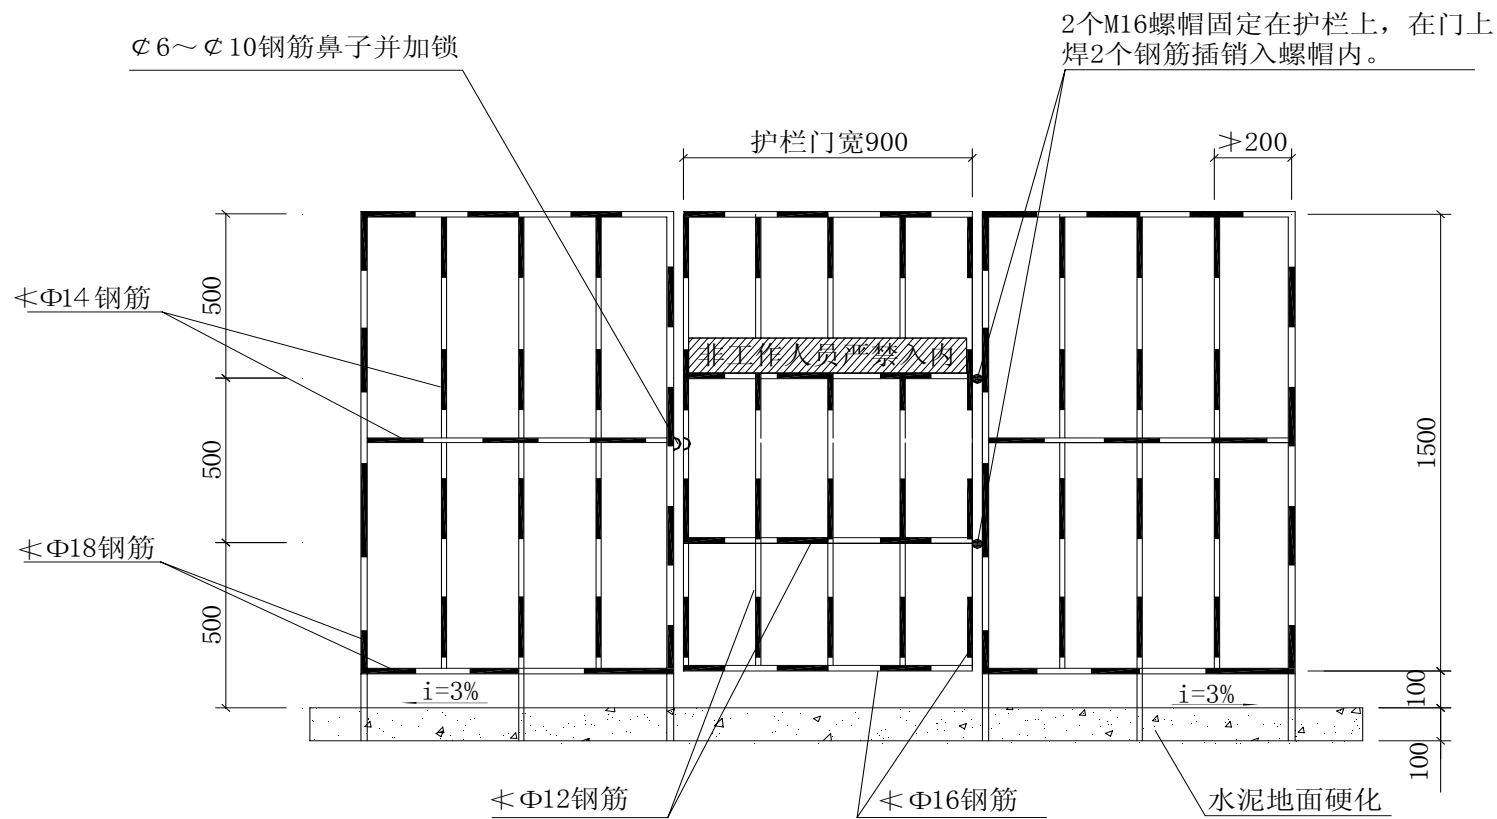 2个M16螺帽固定在护栏上，在门上
焊2个钢筋插销入螺帽内。
₵6～₵10钢筋鼻子并加锁
护栏门宽900
≯200
500
≮Φ14钢筋
非工作人员严禁入内
500
1500
≮Φ18钢筋
500
i=3%
i=3%
100
100
≮Φ12钢筋
≮Φ16钢筋
水泥地面硬化